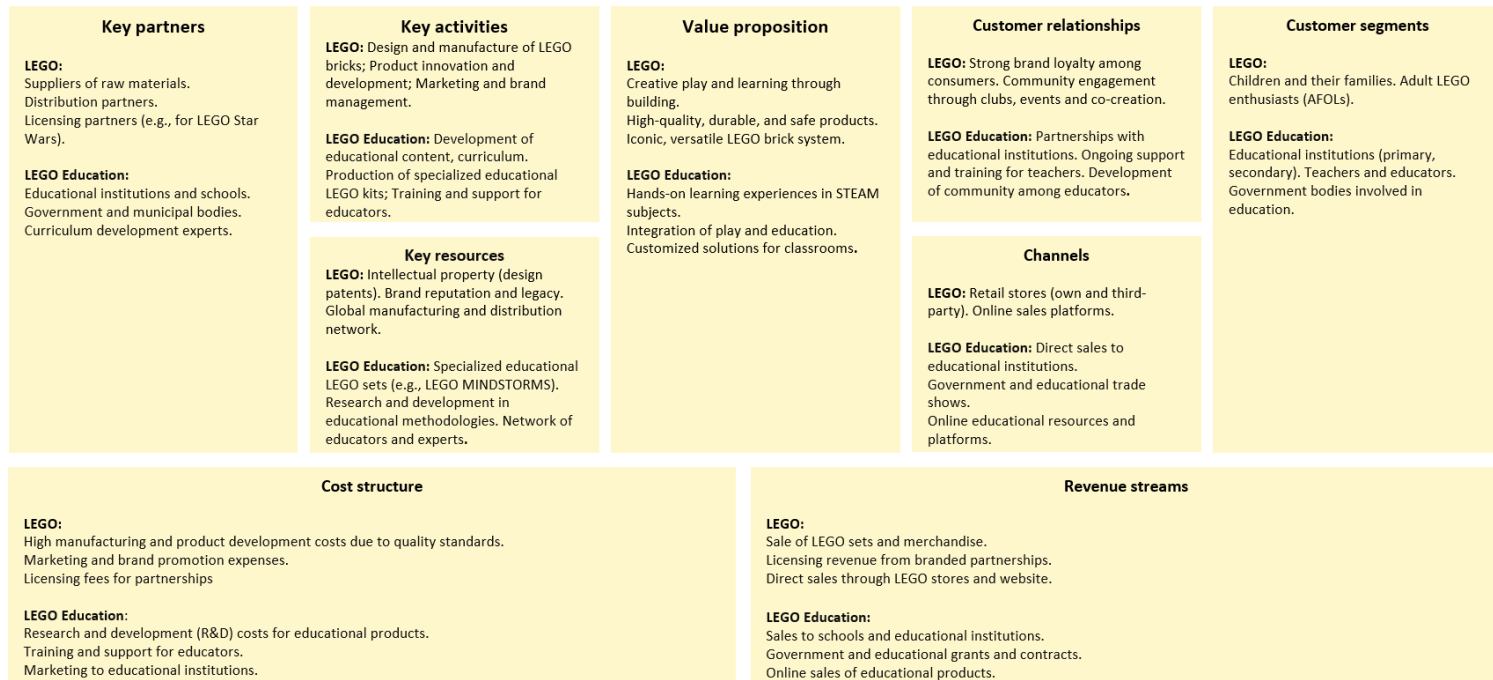 Key partners
LEGO:
Suppliers of raw materials.
Distribution partners.
Licensing partners (e.g., for LEGO Star
Wars).
LEGO Education:
Educational institutions and schools.
Government and municipal bodies.
Curriculum development experts.
Key activities
LEGO: Design and manufacture of LEGO
bricks; Product innovation and
development; Marketing and brand
management.
LEGO Education: Development of
educational content, curriculum.
Production of specialized educational
LEGO kits; Training and support for
educators.
Key resources
LEGO: Intellectual property (design
patents). Brand reputation and legacy.
Global manufacturing and distribution
network.
LEGO Education: Specialized educational
LEGO sets (e.g., LEGO MINDSTORMS).
Research and development in
educational methodologies. Network of
educators and experts.
Value proposition
LEGO:
Creative play and learning through
building.
High-quality, durable, and safe products.
Iconic, versatile LEGO brick system.
LEGO Education:
Hands-on learning experiences in STEAM
subjects.
Integration of play and education.
Customized solutions for classrooms.
Customer relationships
LEGO: Strong brand loyalty among
consumers. Community engagement
through clubs, events and co-creation.
LEGO Education: Partnerships with
educational institutions. Ongoing support
and training for teachers. Development
of community among educators.
Channels
LEGO: Retail stores (own and third-
party). Online sales platforms.
LEGO Education: Direct sales to
educational institutions.
Government and educational trade
shows.
Online educational resources and
platforms.
Customer segments
LEGO:
Children and their families. Adult LEGO
enthusiasts (AFOLs).
LEGO Education:
Educational institutions (primary,
secondary). Teachers and educators.
Government bodies involved in
education.
Cost structure
LEGO:
High manufacturing and product development costs due to quality standards.
Marketing and brand promotion expenses.
Licensing fees for partnerships
LEGO Education:
Research and development (R&D) costs for educational products.
Training and support for educators.
Marketing to educational institutions.
Revenue streams
LEGO:
Sale of LEGO sets and merchandise.
Licensing revenue from branded partnerships.
Direct sales through LEGO stores and website.
LEGO Education:
Sales to schools and educational institutions.
Government and educational grants and contracts.
Online sales of educational products.